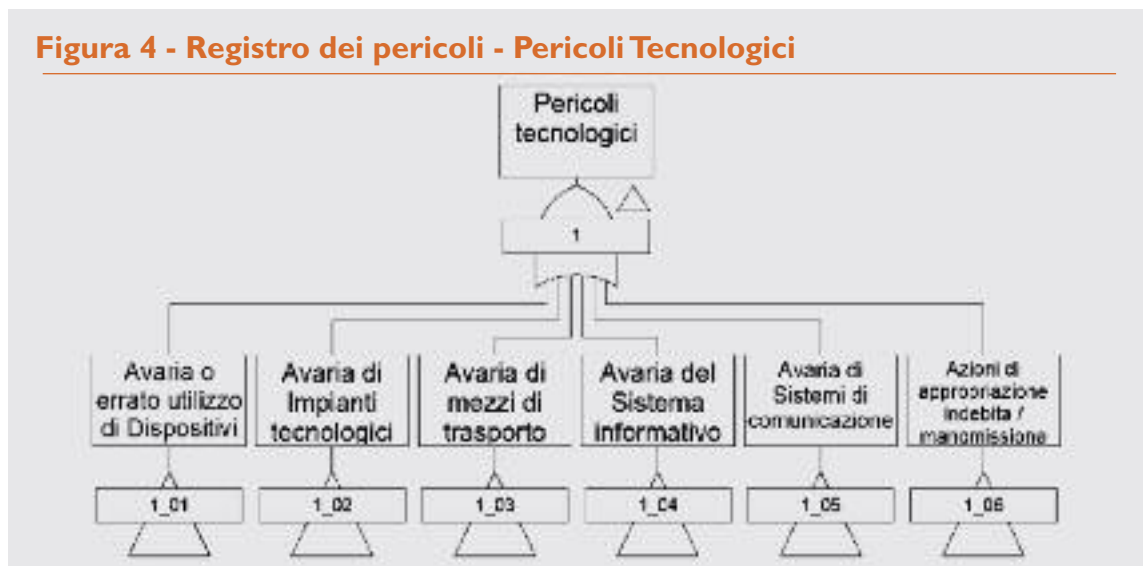 Figura 4 - Registro dei pericoli - Pericoli Tecnologici
Pericoli
tecnologici
1
Avaria o
errato utilizzo
di Dispositivi
Avaria di
Impianti
tecnologici
Avaria di
mezzi di
trasporto
Avaria del
Sistema
informativo
Avaria di
Sistemi di
comunicazione
Azioni di
appropriazione
indebita /
manomissione
1_01
1_02
1_03
1_04
1_05
1_06